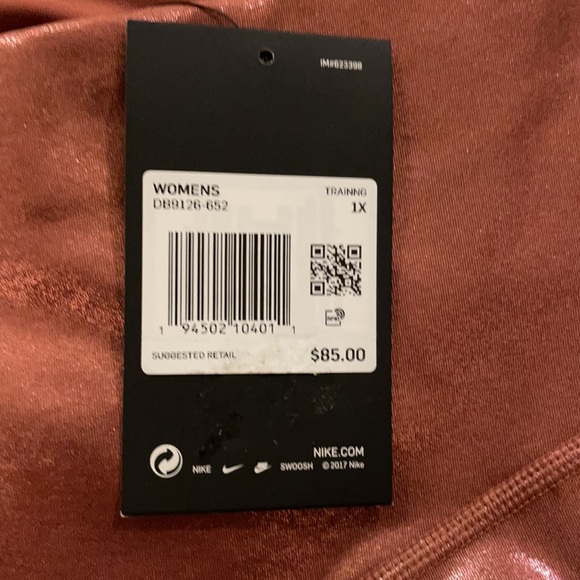 IM#623398
WOMENS TRAINNG
DB9126-652 1X
1 94502 10401 1
SUGGESTED RETAIL $85.00
NIKE.COM
NIKE SWOOSH © 2017 Nike